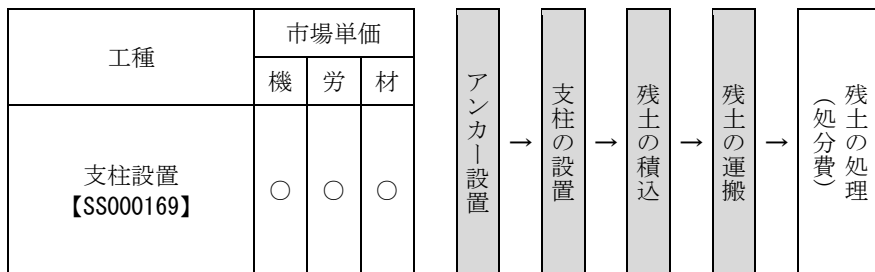 工種
市場単価
機 労 材
支柱設置
【SS000169】
○ ○ ○
アンカー設置
→
支柱の設置
→
残土の積込
→
残土の運搬
→
残土の処理
(処分費)